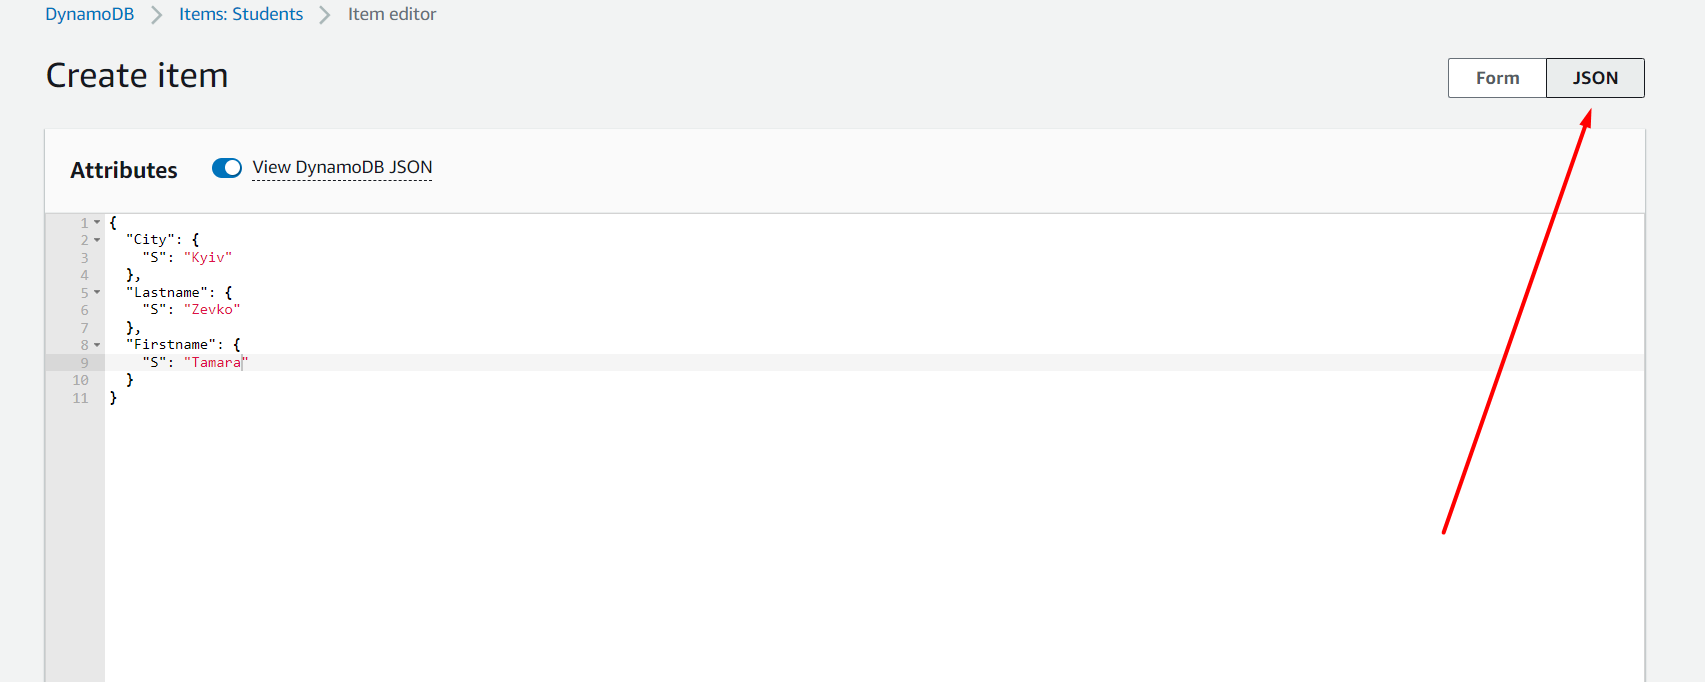 DynamoDB > Items: Students > Item editor
Create item
Form JSON
Attributes View DynamoDB JSON
1 {
2 "City": {
3 "S": "Kyiv"
4 },
5 "Lastname": {
6 "S": "Zevko"
7 },
8 "Firstname": {
9 "S": "Tamara"
10 }
11 }